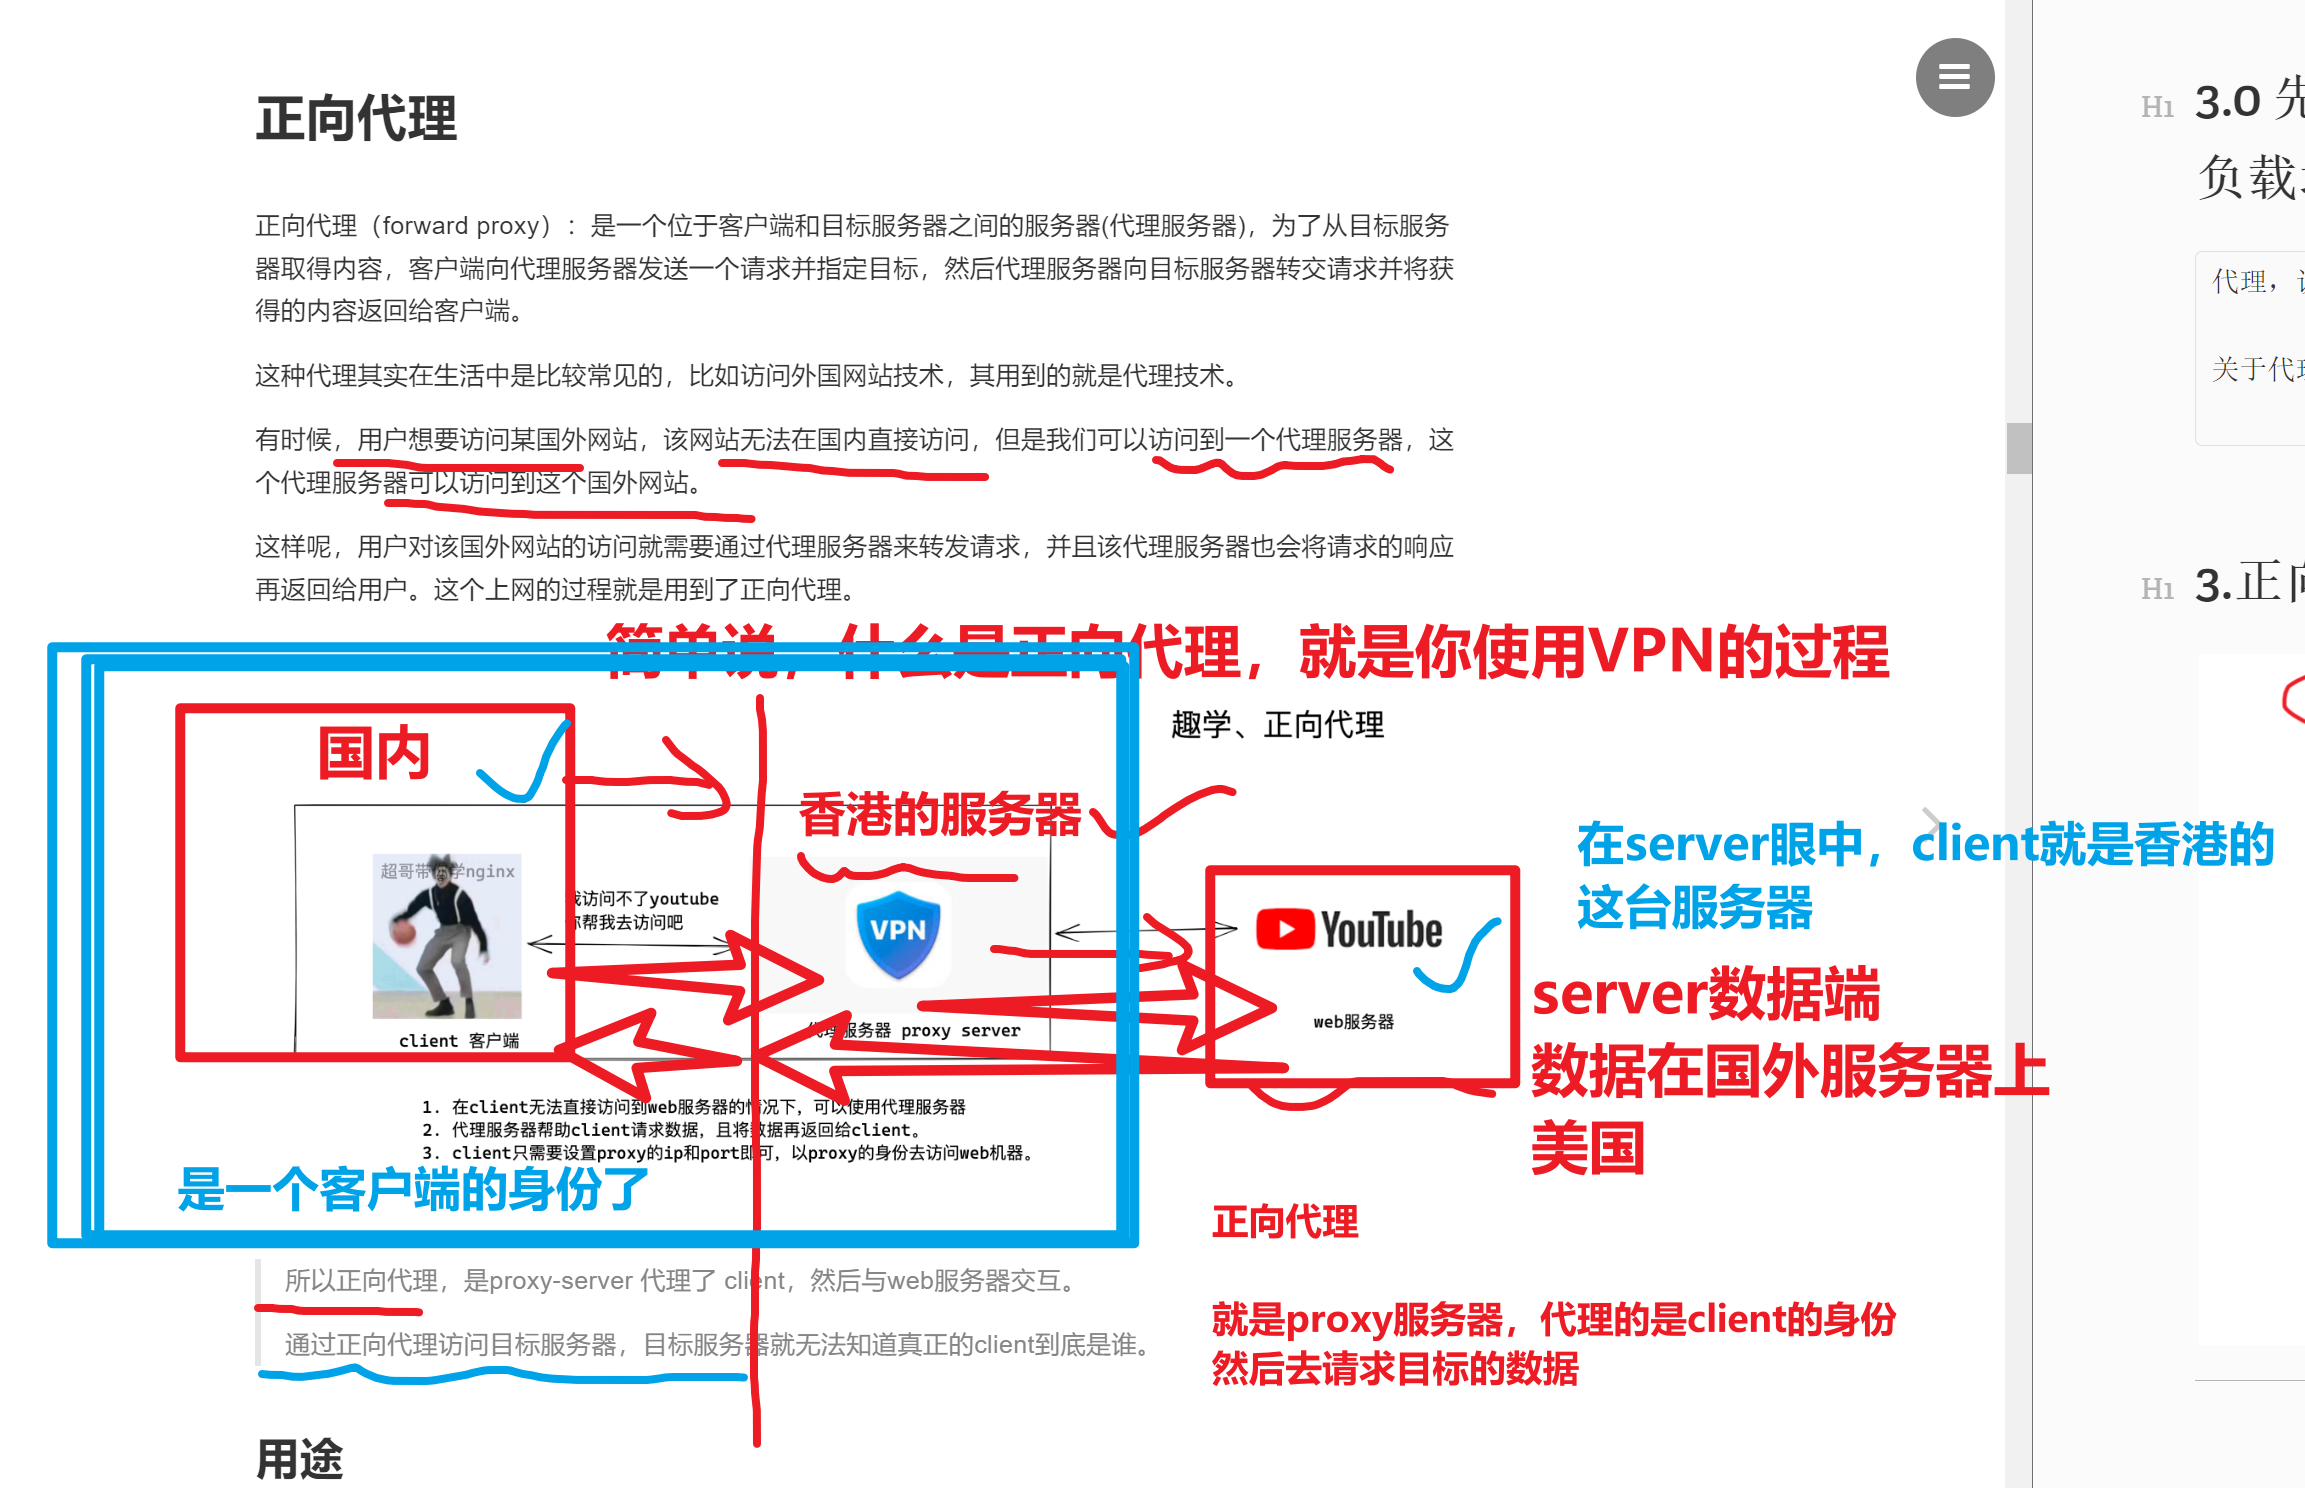 正向代理
正向代理（forward proxy）：是一个位于客户端和目标服务器之间的服务器(代理服务器)，为了从目标服务
器取得内容，客户端向代理服务器发送一个请求并指定目标，然后代理服务器向目标服务器转交请求并将获
得的内容返回给客户端。
这种代理其实在生活中是比较常见的，比如访问外国网站技术，其用到的就是代理技术。
有时候，用户想要访问某国外网站，该网站无法在国内直接访问，但是我们可以访问到一个代理服务器，这
个代理服务器可以访问到这个国外网站。
这样呢，用户对该国外网站的访问就需要通过代理服务器来转发请求，并且该代理服务器也会将请求的响应
再返回给用户。这个上网的过程就是用到了正向代理。
简单说，什么是正向代理，就是你使用VPN的过程
趣学、正向代理
国内
香港的服务器
超哥带你学nginx
我访问不了youtube
你帮我去访问吧
VPN
YouTube
client 客户端
代理服务器 proxy server
web服务器
在server眼中，client就是香港的
这台服务器
server数据端
数据在国外服务器上
美国
1. 在client无法直接访问到web服务器的情况下，可以使用代理服务器
2. 代理服务器帮助client请求数据，且将数据再返回给client。
3. client只需要设置proxy的ip和port即可，以proxy的身份去访问web机器。
是一个客户端的身份了
正向代理
就是proxy服务器，代理的是client的身份
然后去请求目标的数据
所以正向代理，是proxy-server 代理了 client，然后与web服务器交互。
通过正向代理访问目标服务器，目标服务器就无法知道真正的client到底是谁。
用途
H1 3.0 先
负载
代理，
关于代理
H1 3.正向